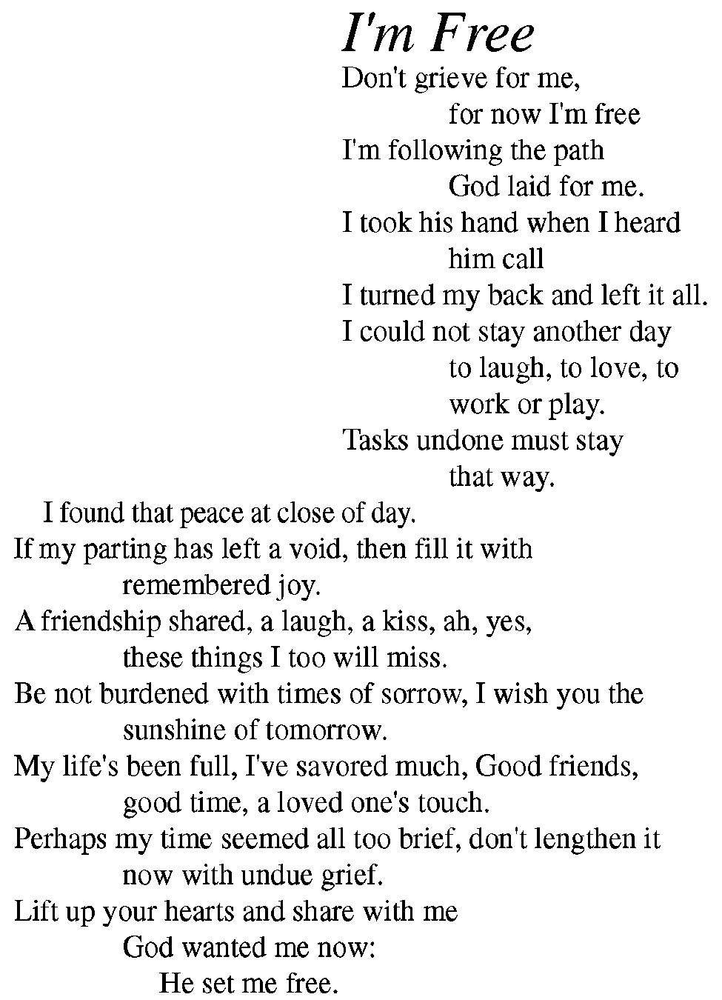 I'm Free
Don't grieve for me,
for now I'm free
I'm following the path
God laid for me.
I took his hand when I heard
him call
I turned my back and left it all.
I could not stay another day
to laugh, to love, to
work or play.
Tasks undone must stay
that way.
I found that peace at close of day.
If my parting has left a void, then fill it with
remembered joy.
A friendship shared, a laugh, a kiss, ah, yes,
these things I too will miss.
Be not burdened with times of sorrow, I wish you the
sunshine of tomorrow.
My life's been full, I've savored much, Good friends,
good time, a loved one's touch.
Perhaps my time seemed all too brief, don't lengthen it
now with undue grief.
Lift up your hearts and share with me
God wanted me now:
He set me free.